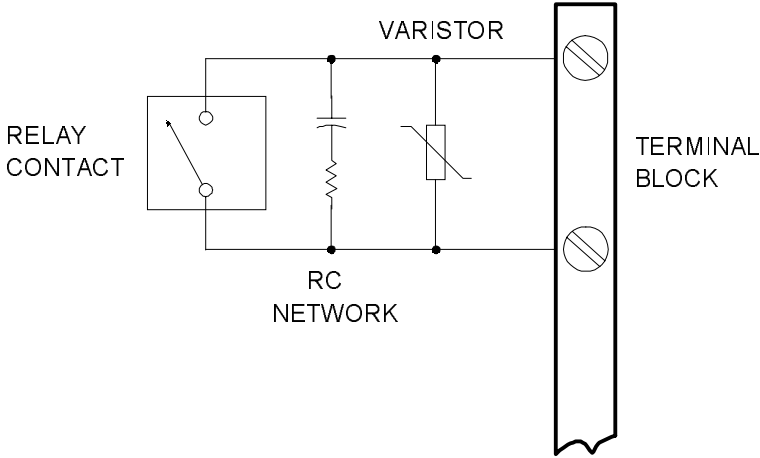 VARISTOR
RELAY
CONTACT
TERMINAL
BLOCK
RC
NETWORK